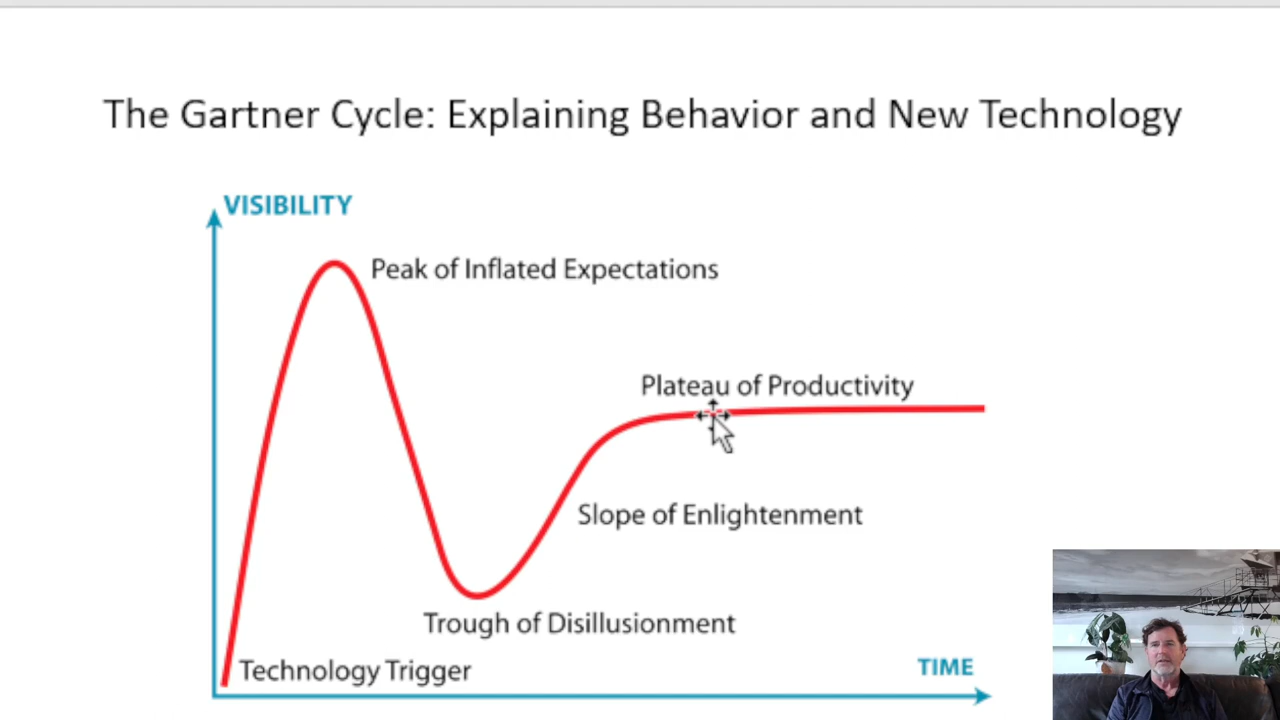 The Gartner Cycle: Explaining Behavior and New Technology
VISIBILITY
Peak of Inflated Expectations
Plateau of Productivity
Slope of Enlightenment
Trough of Disillusionment
Technology Trigger
TIME